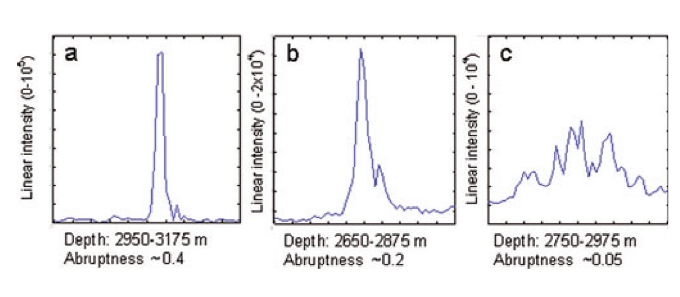 a
Linear intensity (0-10⁵)
Depth: 2950-3175 m
Abruptness ~0.4
b
Linear intensity (0 -2x10⁴)
Depth: 2650-2875 m
Abruptness ~0.2
c
Linear intensity (0 - 10⁴)
Depth: 2750-2975 m
Abruptness ~0.05